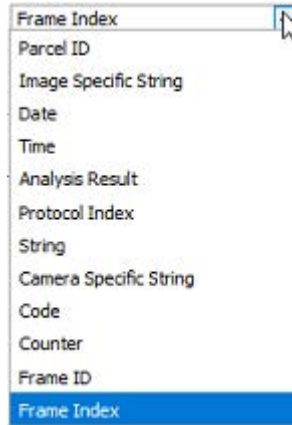 Frame Index
Parcel ID
Image Specific String
Date
Time
Analysis Result
Protocol Index
String
Camera Specific String
Code
Counter
Frame ID
Frame Index